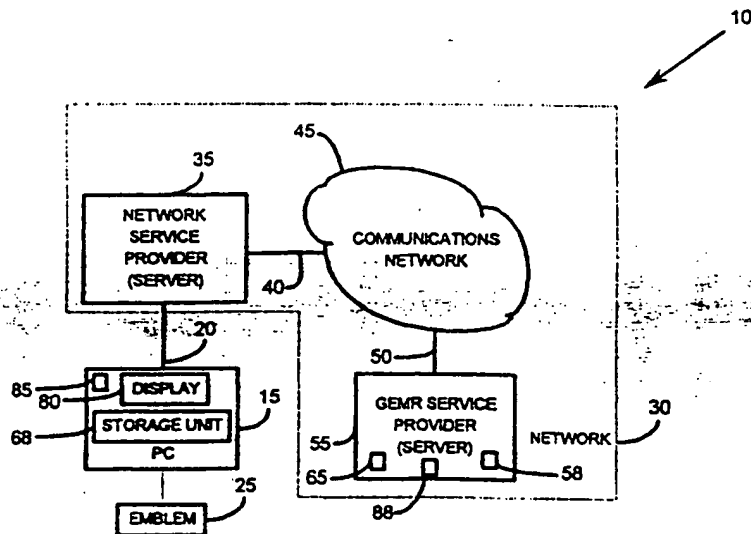 10
45
35
NETWORK
SERVICE
PROVIDER
(SERVER)
COMMUNICATIONS
NETWORK
40
20
50
85
80
DISPLAY
15
68
STORAGE UNIT
PC
55
GEMR SERVICE
PROVIDER
(SERVER)
NETWORK
30
65
88
58
25
EMBLEM